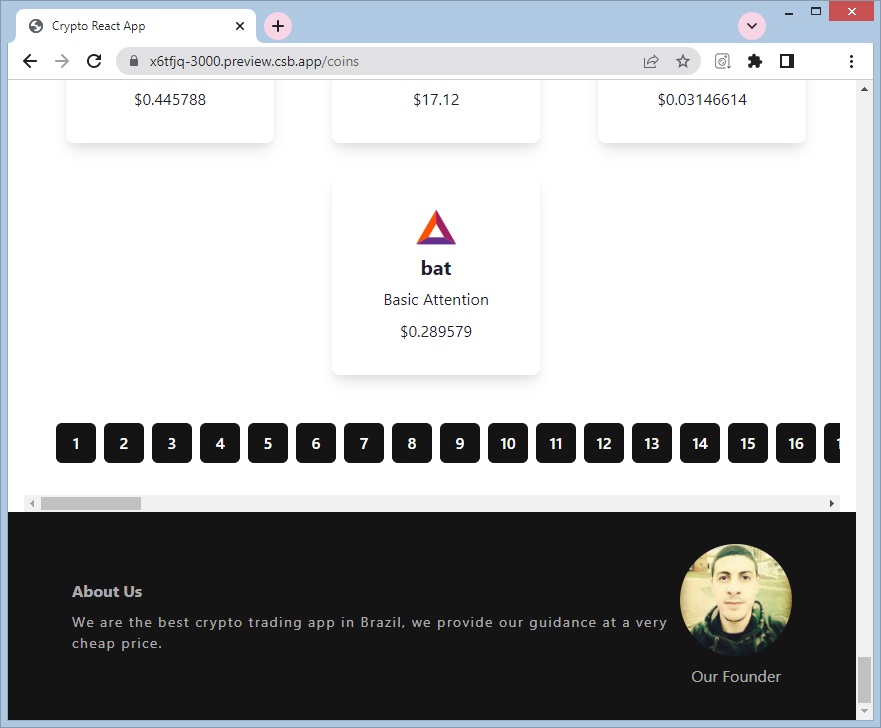 Crypto React App
x6tfjq-3000.preview.csb.app/coins
$0.445788
$17.12
$0.03146614
bat
Basic Attention
$0.289579
1 2 3 4 5 6 7 8 9 10 11 12 13 14 15 16
About Us
We are the best crypto trading app in Brazil, we provide our guidance at a very
cheap price.
Our Founder